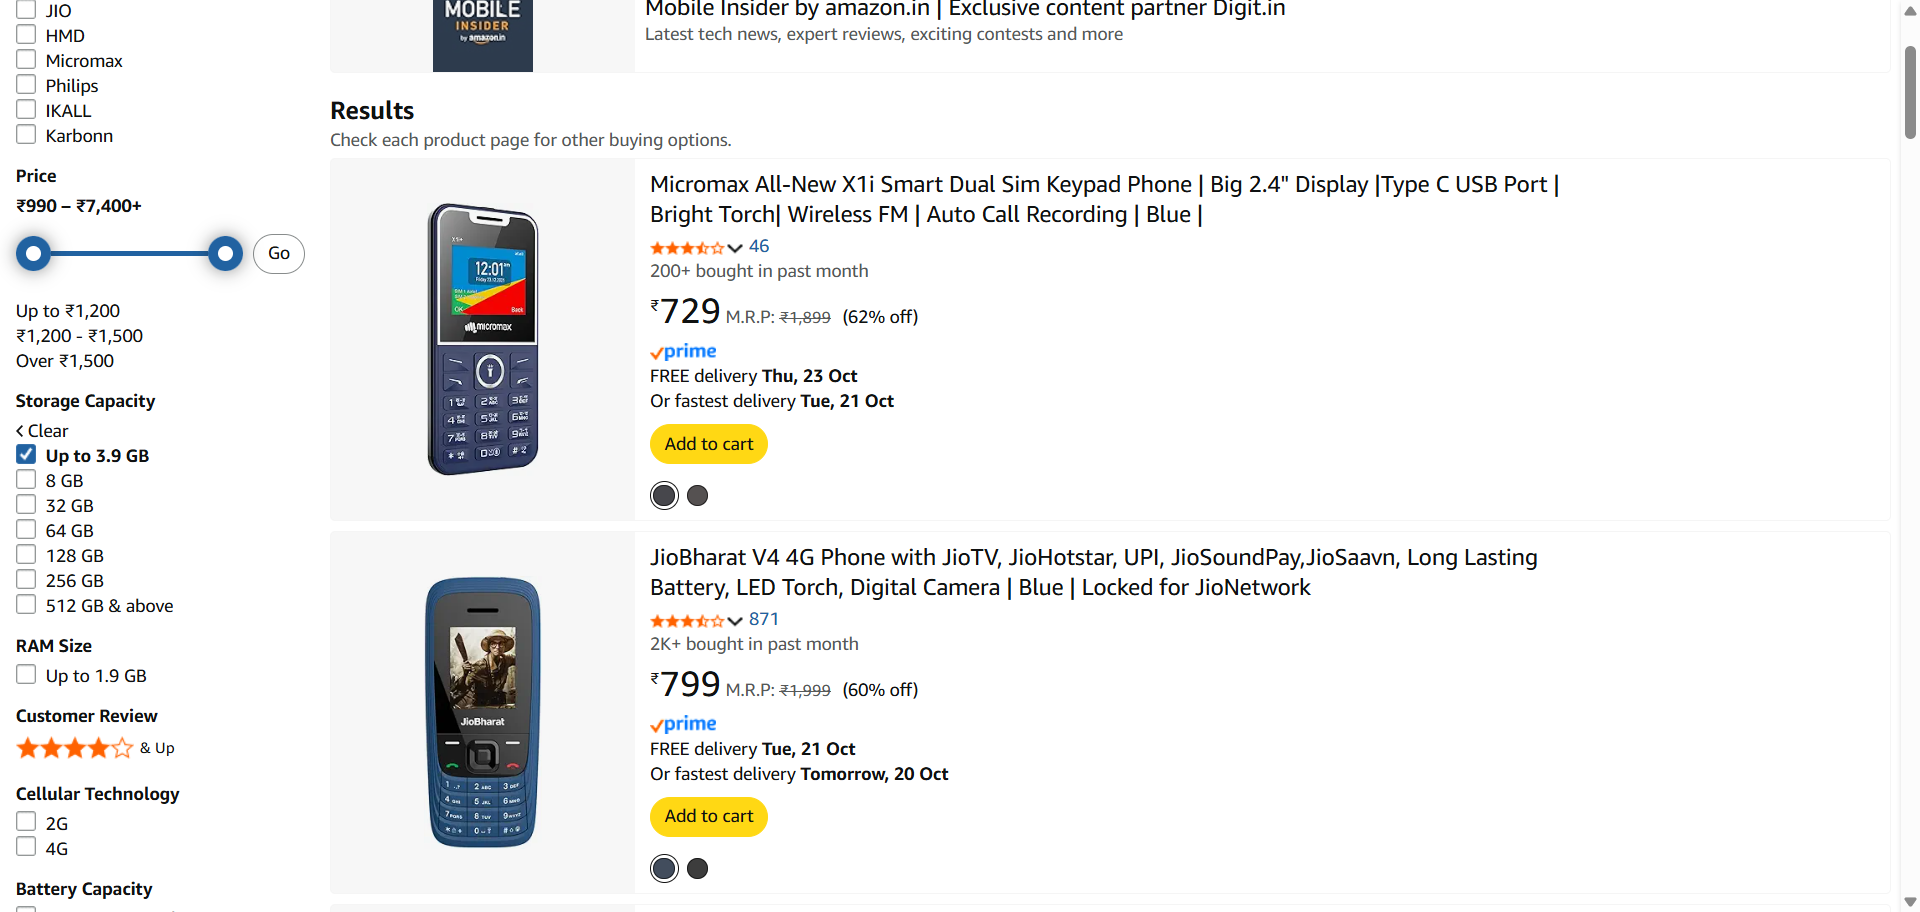 JIO
HMD
Micromax
Philips
IKALL
Karbonn
Price
₹990 – ₹7,400+
Go
Up to ₹1,200
₹1,200 - ₹1,500
Over ₹1,500
Storage Capacity
Clear
Up to 3.9 GB
8 GB
32 GB
64 GB
128 GB
256 GB
512 GB & above
RAM Size
Up to 1.9 GB
Customer Review
& Up
Cellular Technology
2G
4G
Battery Capacity
MOBILE
INSIDER
by amazon.in
Mobile Insider by amazon.in | Exclusive content partner Digit.in
Latest tech news, expert reviews, exciting contests and more
Results
Check each product page for other buying options.
X1i+
12:01
OK
Back
micromax
Micromax All-New X1i Smart Dual Sim Keypad Phone | Big 2.4" Display |Type C USB Port |
Bright Torch| Wireless FM | Auto Call Recording | Blue |
46
200+ bought in past month
₹729 M.R.P: ₹1,899 (62% off)
prime
FREE delivery Thu, 23 Oct
Or fastest delivery Tue, 21 Oct
Add to cart
JioBharat
JioBharat V4 4G Phone with JioTV, JioHotstar, UPI, JioSoundPay,JioSaavn, Long Lasting
Battery, LED Torch, Digital Camera | Blue | Locked for JioNetwork
871
2K+ bought in past month
₹799 M.R.P: ₹1,999 (60% off)
prime
FREE delivery Tue, 21 Oct
Or fastest delivery Tomorrow, 20 Oct
Add to cart